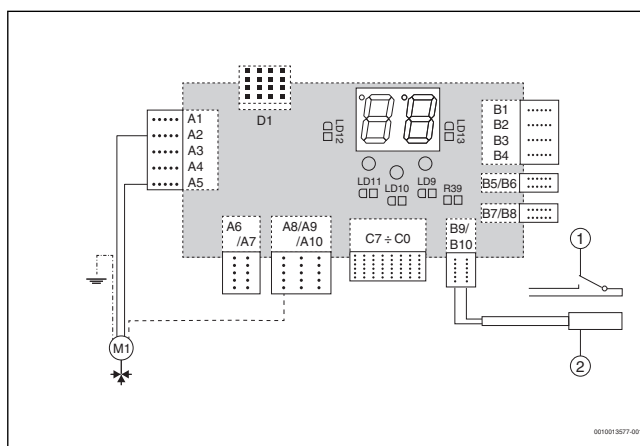 D1
LD12
LD13
A1
A2
A3
A4
A5
B1
B2
B3
B4
LD11
LD10
LD9
R39
B5/B6
B7/B8
A6
/A7
A8/A9
/A10
C7 ÷ C0
B9/
B10
1
M1
2
0010013577-001